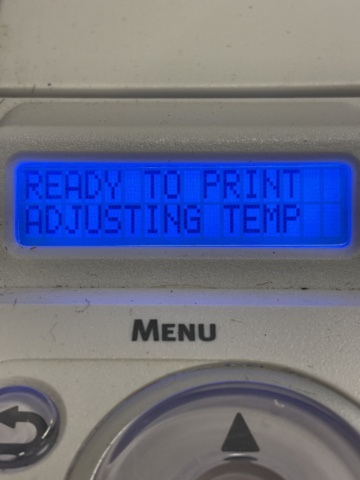 READY TO PRINT
ADJUSTING TEMP
MENU